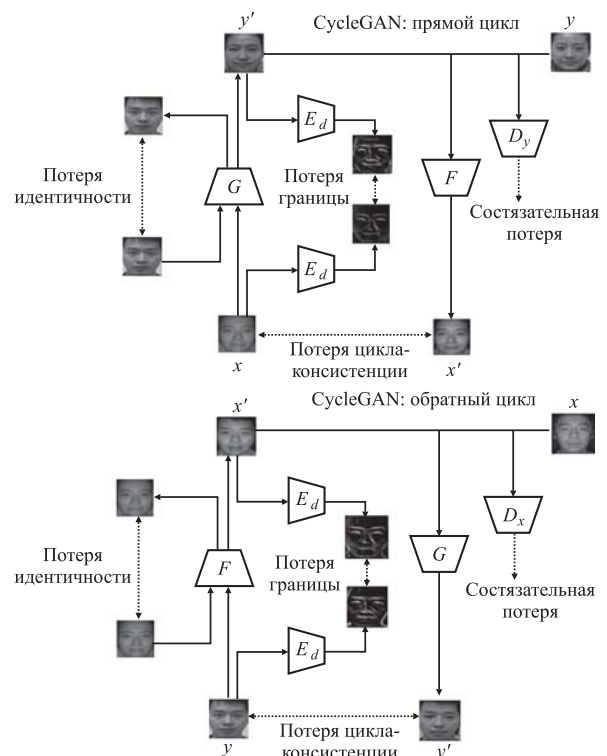 CycleGAN: прямой цикл
y′
y
E_d
D_y
Потеря
идентичности
G
Потеря
границы
F
Состязательная
потеря
E_d
Потеря цикла-
консистенции
x
x′
CycleGAN: обратный цикл
x′
x
E_d
D_x
Потеря
идентичности
F
Потеря
границы
G
Состязательная
потеря
E_d
Потеря цикла-
консистенции
y
y′